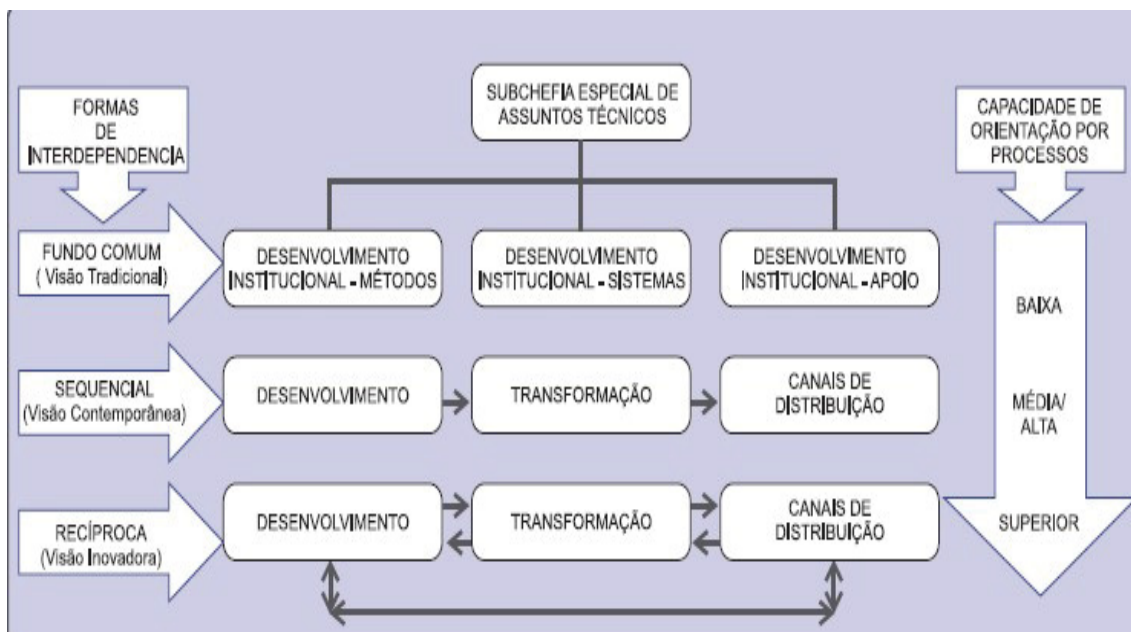 FORMAS
DE
INTERDEPENDENCIA
SUBCHEFIA ESPECIAL DE
ASSUNTOS TÉCNICOS
CAPACIDADE DE
ORIENTAÇÃO POR
PROCESSOS
FUNDO COMUM
( Visão Tradicional)
DESENVOLVIMENTO
INSTITUCIONAL - MÉTODOS
DESENVOLVIMENTO
INSTITUCIONAL - SISTEMAS
DESENVOLVIMENTO
INSTITUCIONAL - APOIO
BAIXA
SEQUENCIAL
(Visão Contemporânea)
DESENVOLVIMENTO
TRANSFORMAÇÃO
CANAIS DE
DISTRIBUIÇÃO
MÉDIA/
ALTA
RECÍPROCA
(Visão Inovadora)
DESENVOLVIMENTO
TRANSFORMAÇÃO
CANAIS DE
DISTRIBUIÇÃO
SUPERIOR